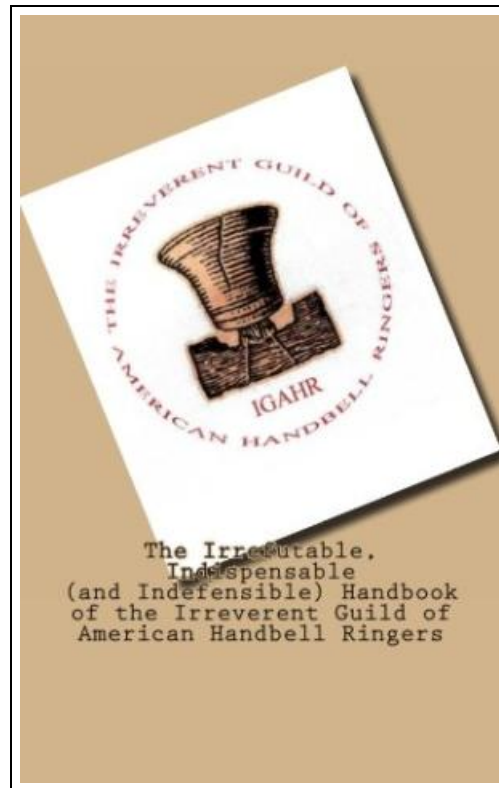 THE IRREVERENT GUILD OF
AMERICAN HANDBELL RINGERS
IGAHR
The Irrefutable,
Indispensable
(and Indefensible) Handbook
of the Irreverent Guild of
American Handbell Ringers